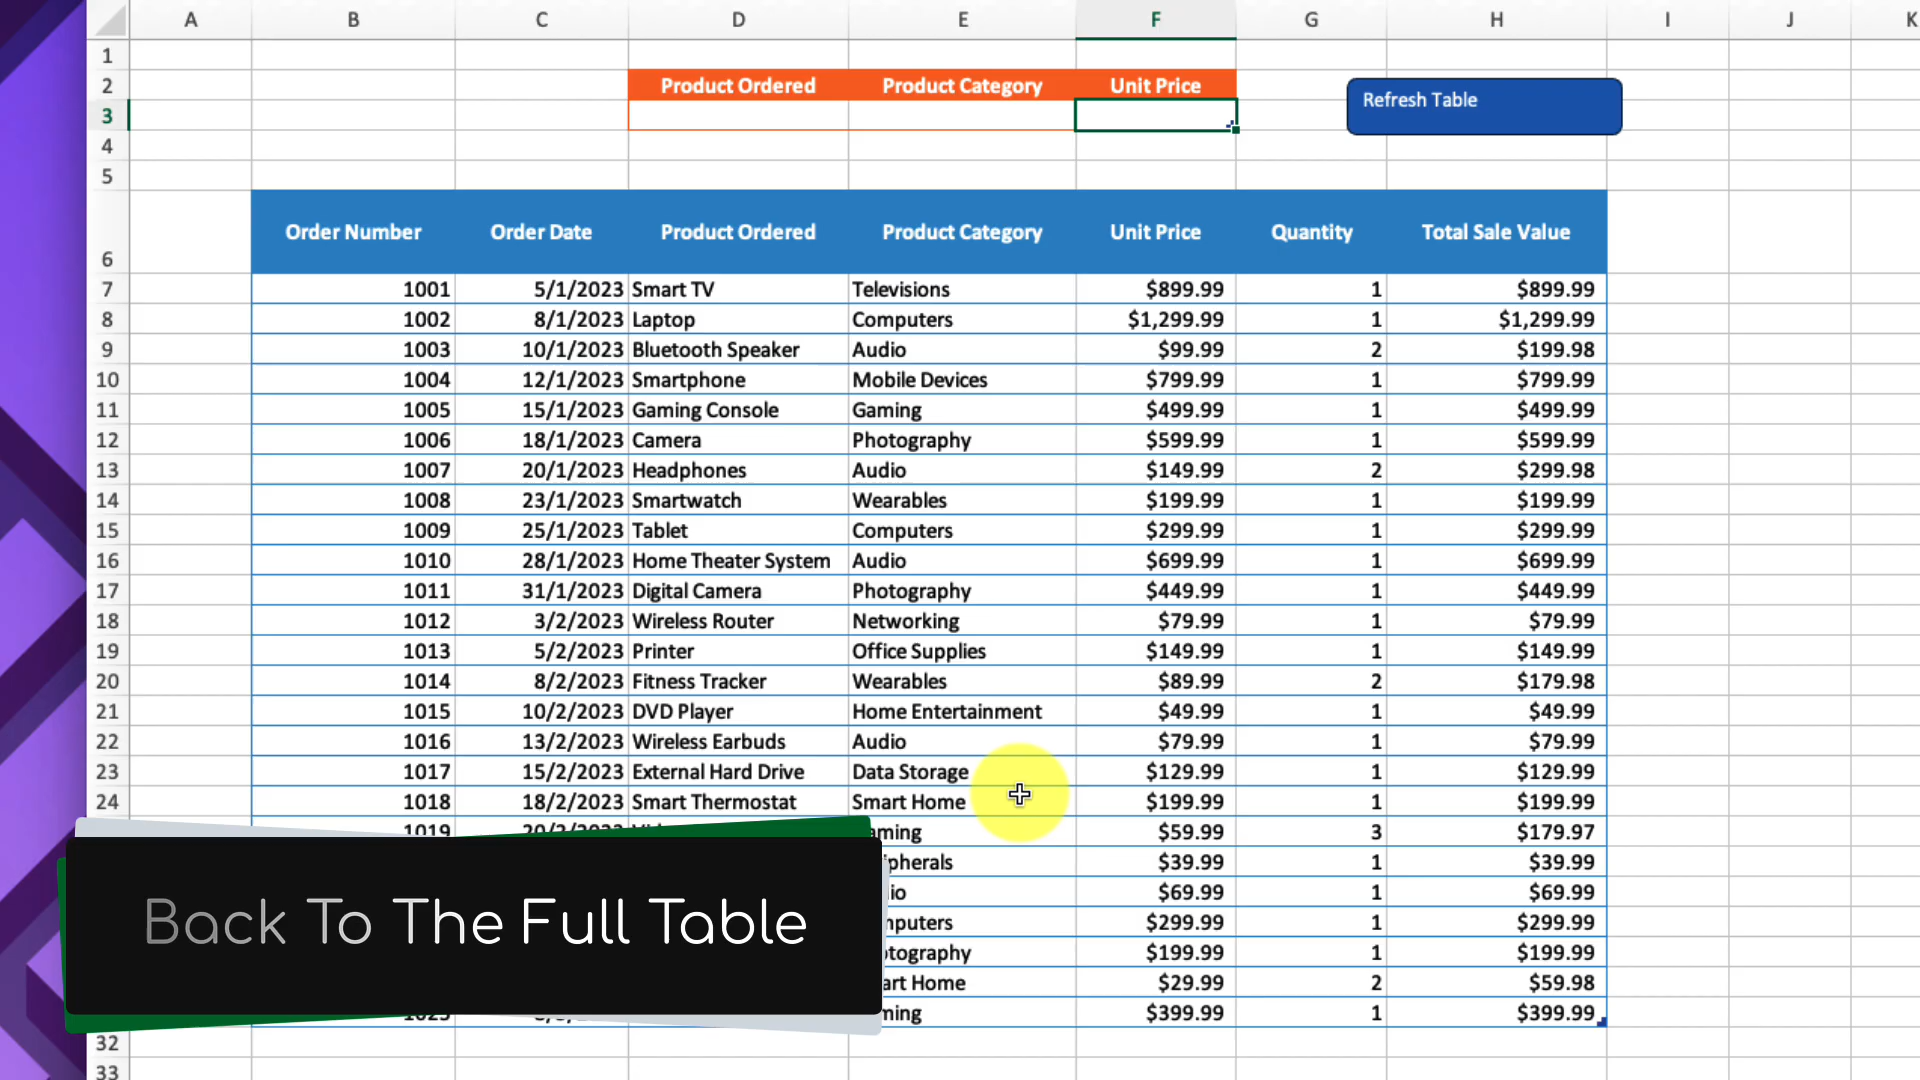 A B C D E F G H I J K
1
2 Product Ordered Product Category Unit Price
Refresh Table
3
4
5
6 Order Number Order Date Product Ordered Product Category Unit Price Quantity Total Sale Value
7 1001 5/1/2023 Smart TV Televisions $899.99 1 $899.99
8 1002 8/1/2023 Laptop Computers $1,299.99 1 $1,299.99
9 1003 10/1/2023 Bluetooth Speaker Audio $99.99 2 $199.98
10 1004 12/1/2023 Smartphone Mobile Devices $799.99 1 $799.99
11 1005 15/1/2023 Gaming Console Gaming $499.99 1 $499.99
12 1006 18/1/2023 Camera Photography $599.99 1 $599.99
13 1007 20/1/2023 Headphones Audio $149.99 2 $299.98
14 1008 23/1/2023 Smartwatch Wearables $199.99 1 $199.99
15 1009 25/1/2023 Tablet Computers $299.99 1 $299.99
16 1010 28/1/2023 Home Theater System Audio $699.99 1 $699.99
17 1011 31/1/2023 Digital Camera Photography $449.99 1 $449.99
18 1012 3/2/2023 Wireless Router Networking $79.99 1 $79.99
19 1013 5/2/2023 Printer Office Supplies $149.99 1 $149.99
20 1014 8/2/2023 Fitness Tracker Wearables $89.99 2 $179.98
21 1015 10/2/2023 DVD Player Home Entertainment $49.99 1 $49.99
22 1016 13/2/2023 Wireless Earbuds Audio $79.99 1 $79.99
23 1017 15/2/2023 External Hard Drive Data Storage $129.99 1 $129.99
24 1018 18/2/2023 Smart Thermostat Smart Home $199.99 1 $199.99
1019 aming $59.99 3 $179.97
ipherals $39.99 1 $39.99
io $69.99 1 $69.99
mputers $299.99 1 $299.99
otography $199.99 1 $199.99
art Home $29.99 2 $59.98
ming $399.99 1 $399.99
32
33
Back To The Full Table